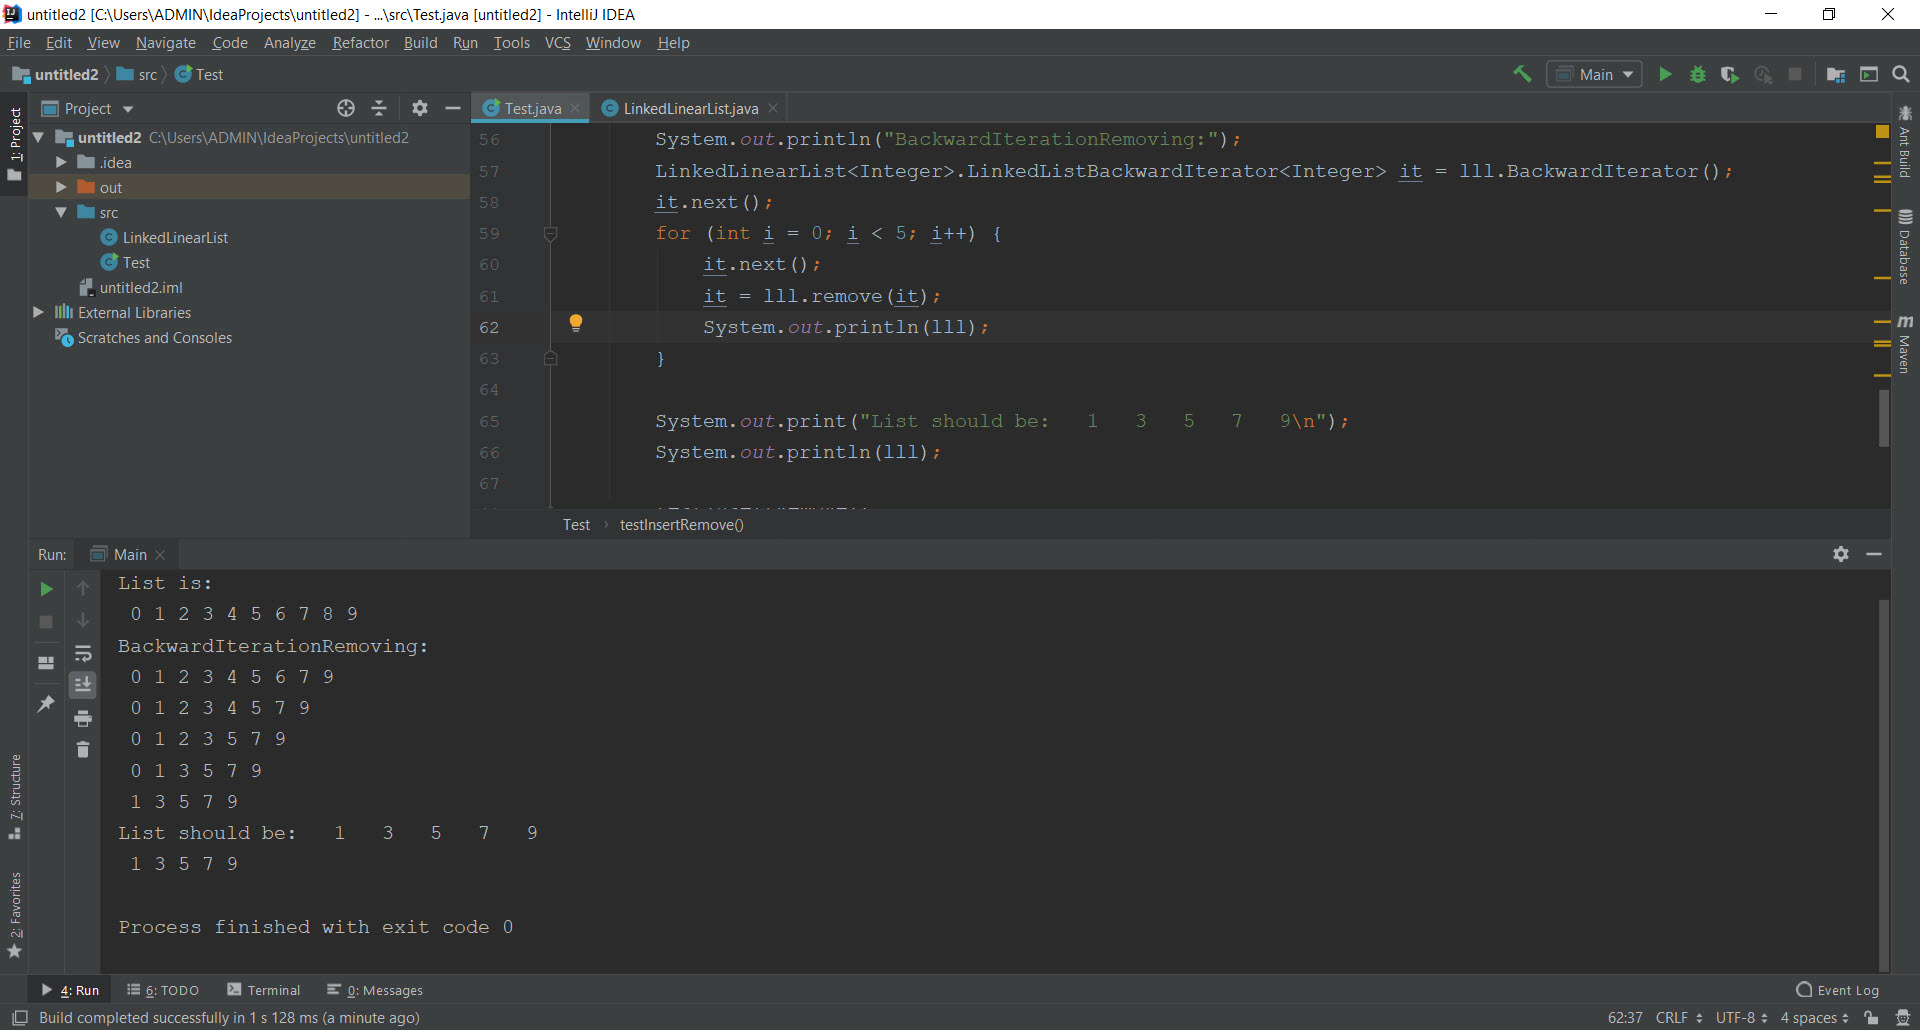 untitled2 [C:\Users\ADMIN\IdeaProjects\untitled2] - ...\src\Test.java [untitled2] - IntelliJ IDEA
File Edit View Navigate Code Analyze Refactor Build Run Tools VCS Window Help
untitled2 src Test
Main
1: Project
Project
untitled2 C:\Users\ADMIN\IdeaProjects\untitled2
.idea
out
src
LinkedLinearList
Test
untitled2.iml
External Libraries
Scratches and Consoles
Test.java LinkedLinearList.java
56 System.out.println("BackwardIterationRemoving:");
57 LinkedLinearList<Integer>.LinkedListBackwardIterator<Integer> it = lll.BackwardIterator();
58 it.next();
59 for (int i = 0; i < 5; i++) {
60 it.next();
61 it = lll.remove(it);
62 System.out.println(lll);
63 }
64
65 System.out.print("List should be:   1   3   5   7   9\n");
66 System.out.println(lll);
67
Test › testInsertRemove()
Ant Build
Database
Maven
Run: Main
List is:
0 1 2 3 4 5 6 7 8 9
BackwardIterationRemoving:
0 1 2 3 4 5 6 7 9
0 1 2 3 4 5 7 9
0 1 2 3 5 7 9
0 1 3 5 7 9
1 3 5 7 9
List should be:   1   3   5   7   9
1 3 5 7 9
Process finished with exit code 0
7: Structure
2: Favorites
4: Run 6: TODO Terminal 0: Messages Event Log
Build completed successfully in 1 s 128 ms (a minute ago) 62:37 CRLF UTF-8 4 spaces